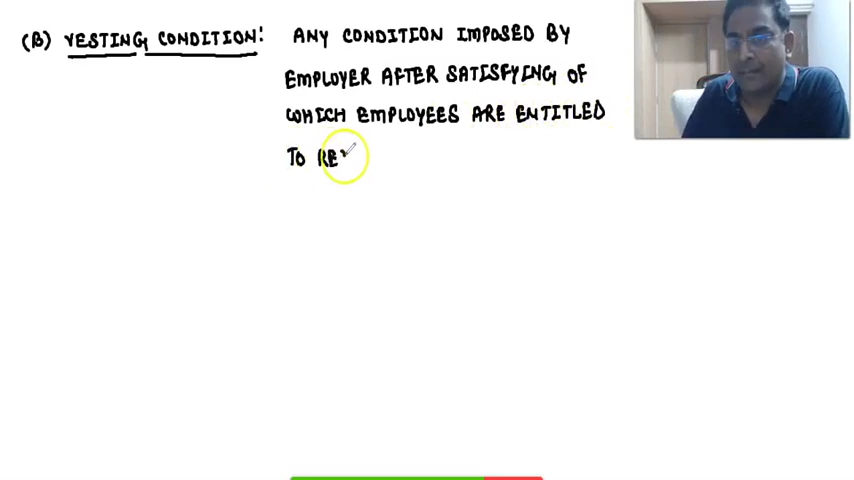 (B) VESTING CONDITION: ANY CONDITION IMPOSED BY
EMPLOYER AFTER SATISFYING OF
WHICH EMPLOYEES ARE ENTITLED
TO